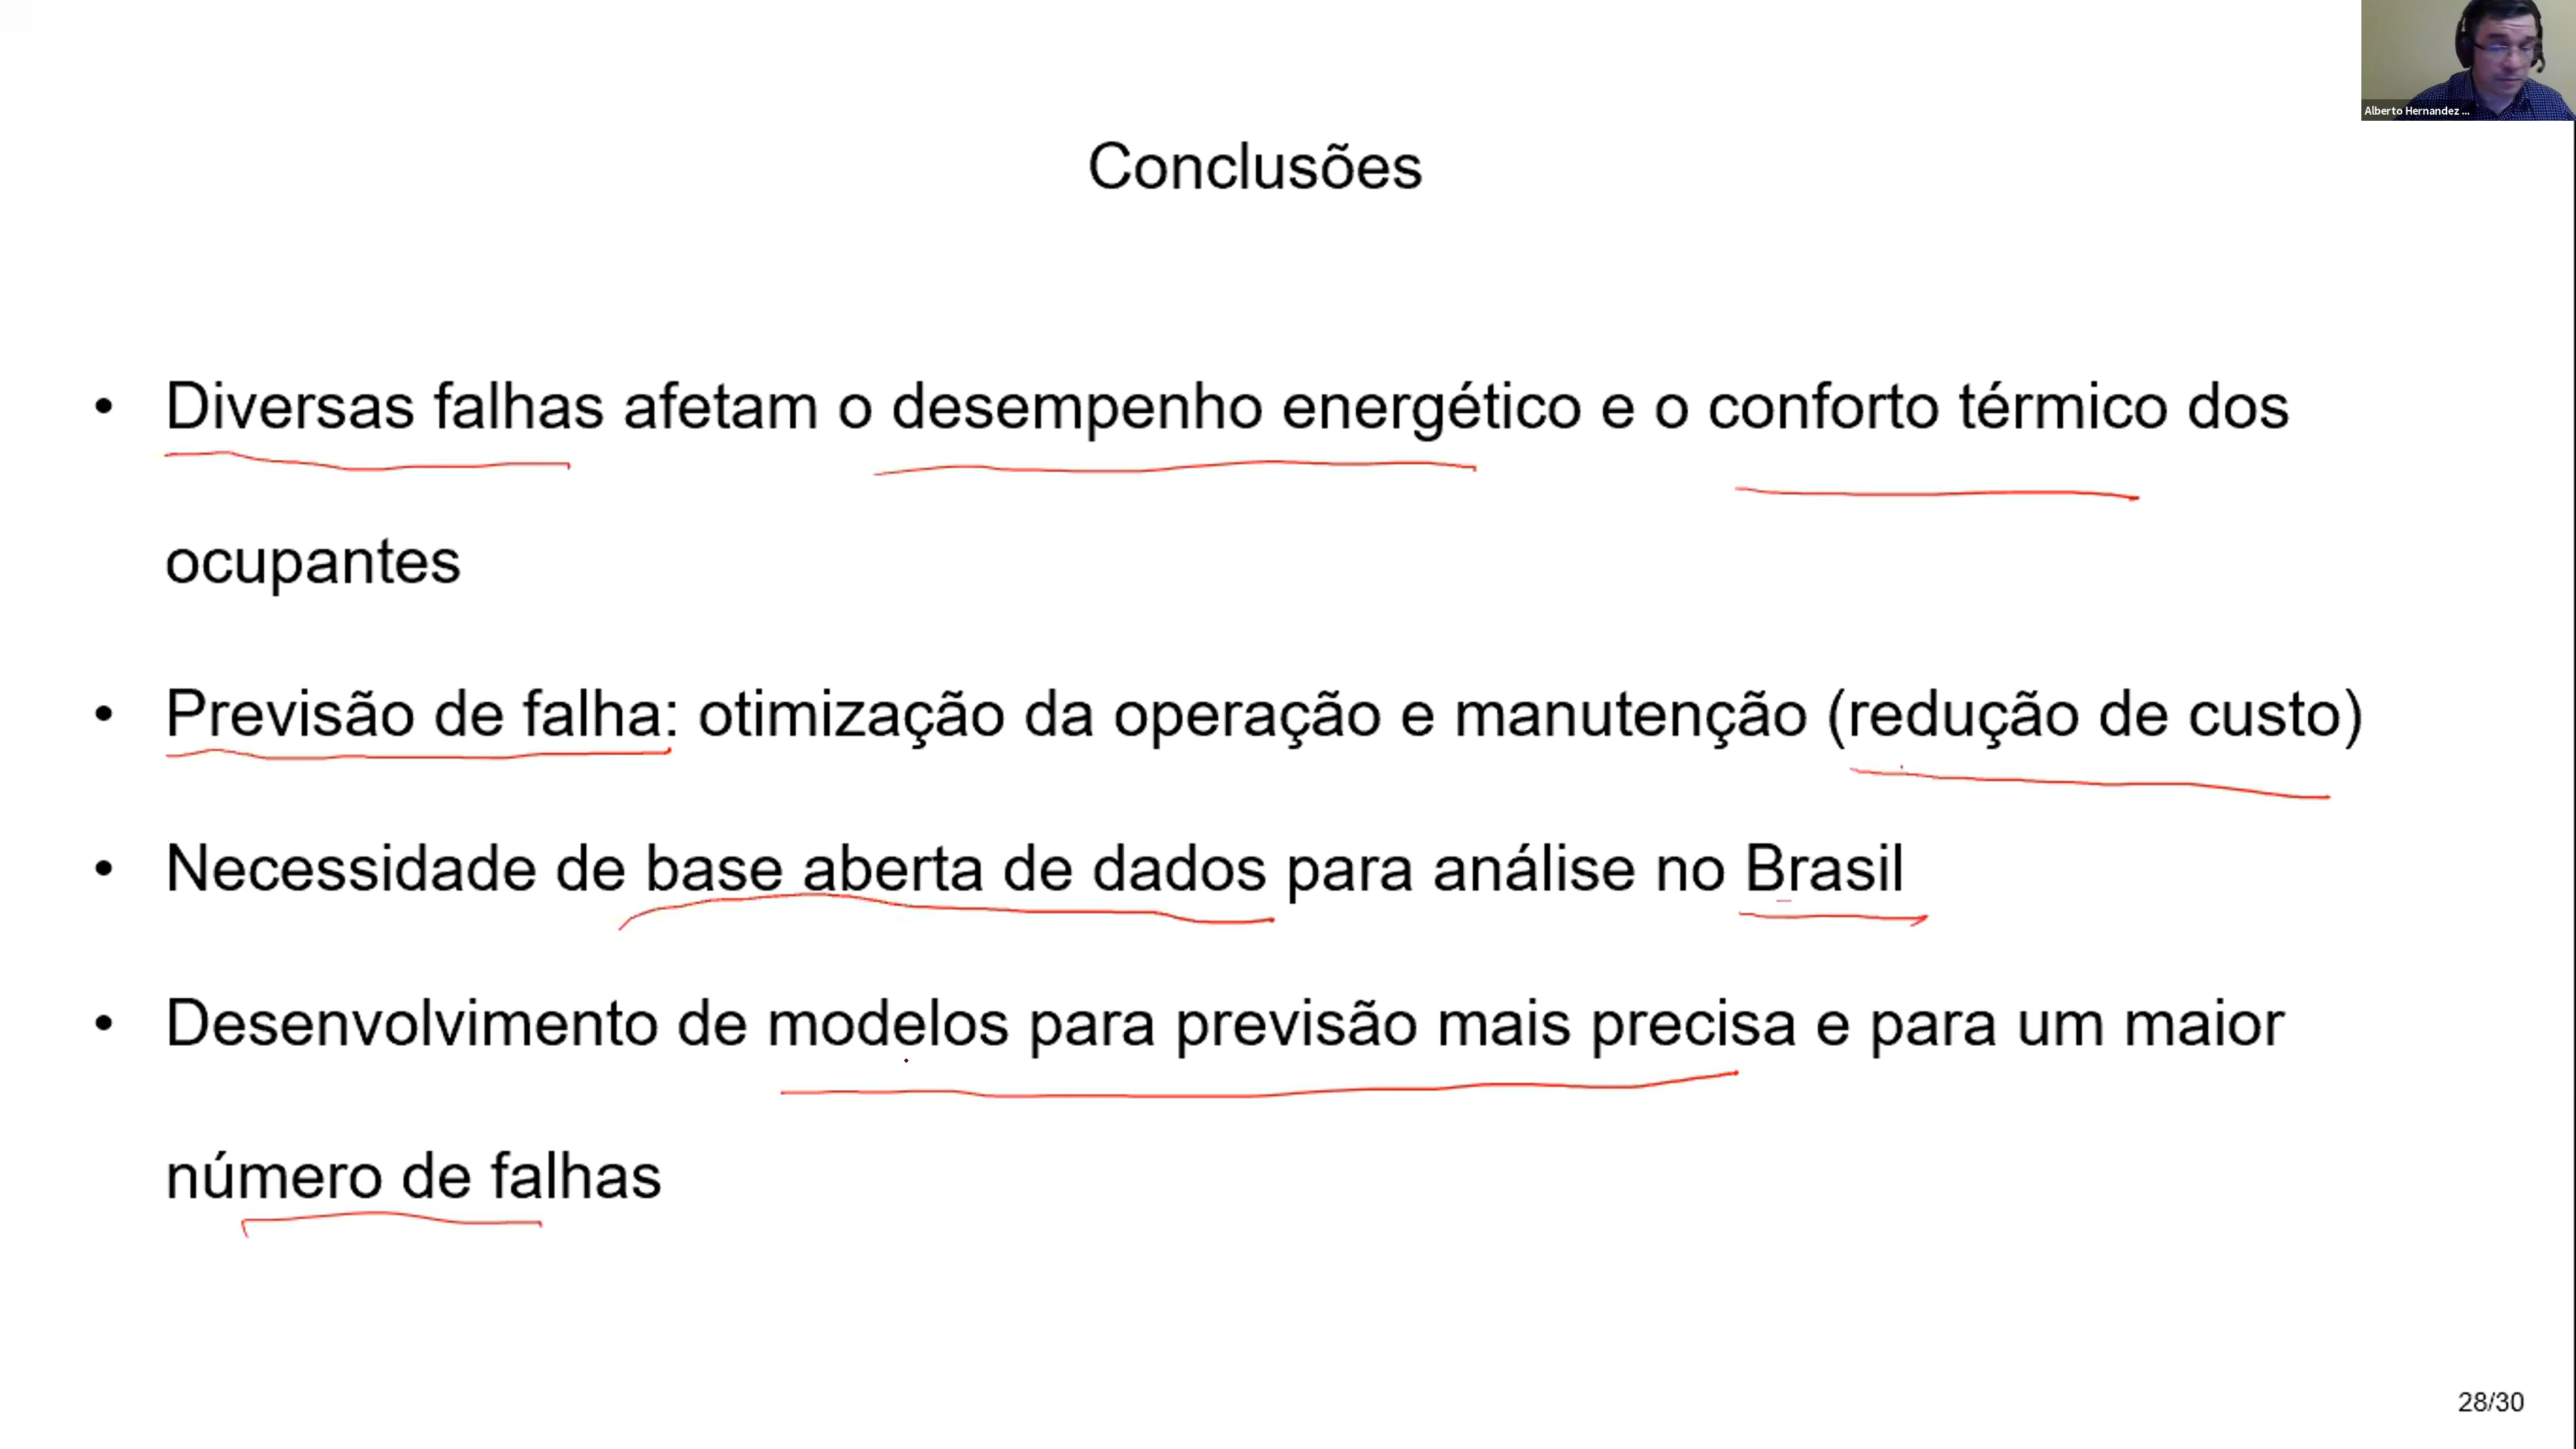 Alberto Hernandez ...
Conclusões
• Diversas falhas afetam o desempenho energético e o conforto térmico dos
ocupantes
• Previsão de falha: otimização da operação e manutenção (redução de custo)
• Necessidade de base aberta de dados para análise no Brasil
• Desenvolvimento de modelos para previsão mais precisa e para um maior
número de falhas
28/30